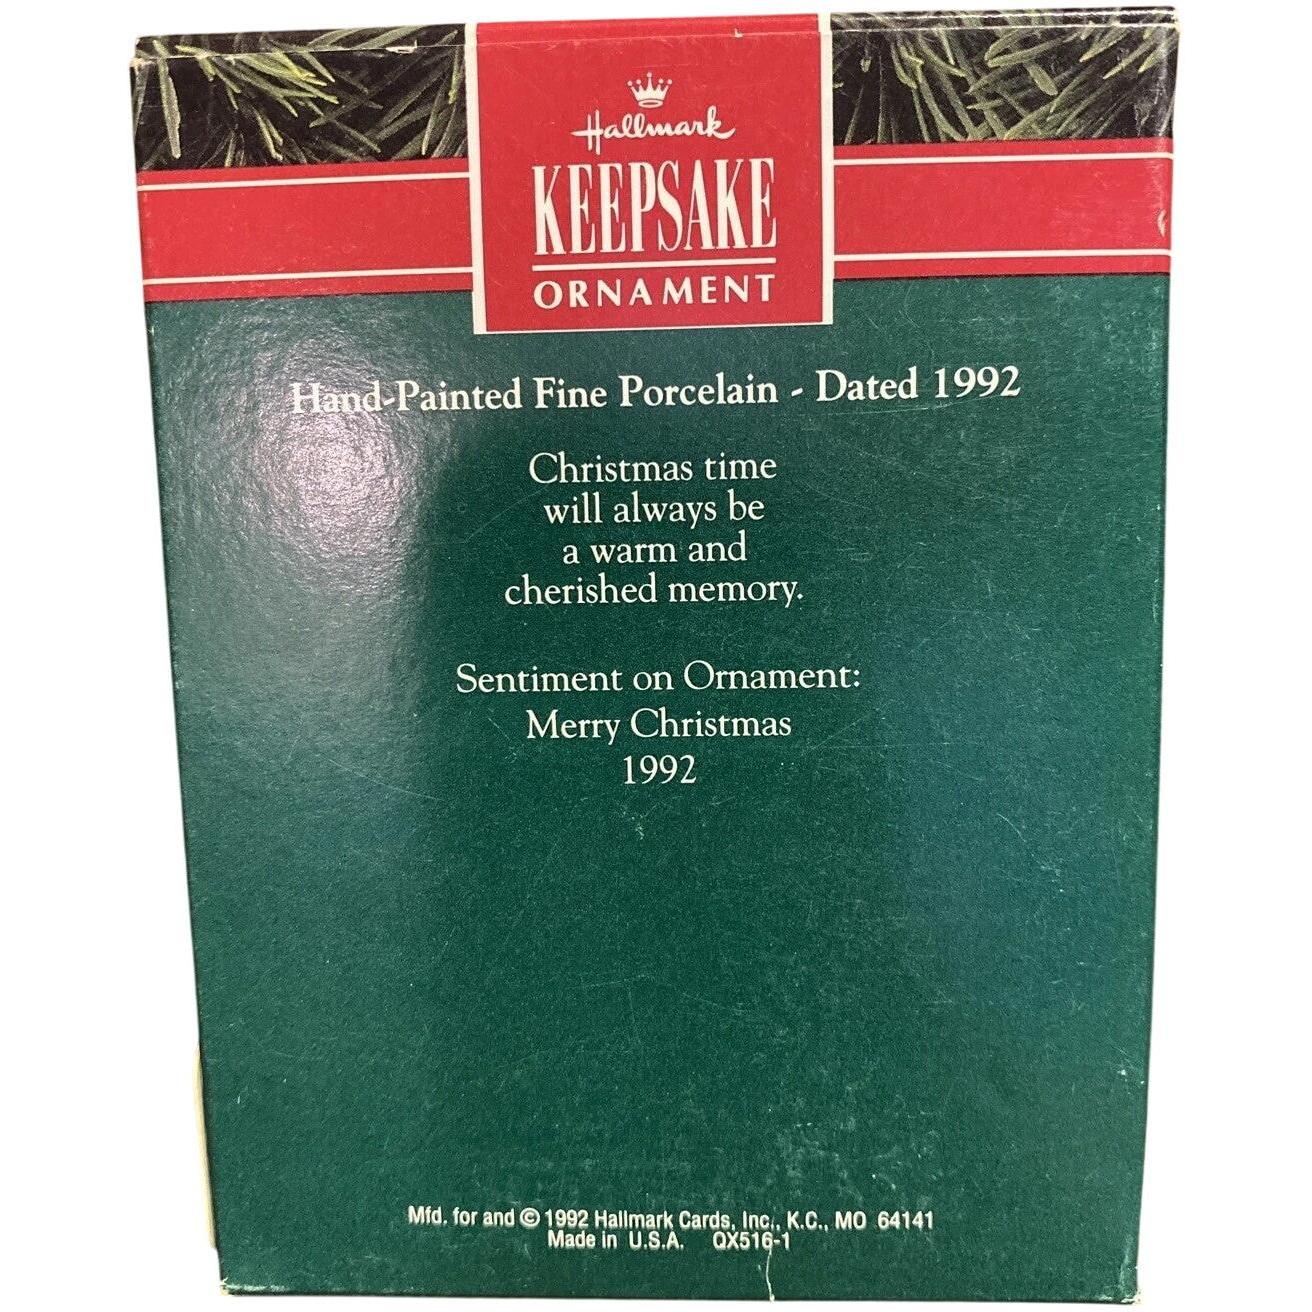 Hallmark
KEEPSAKE
ORNAMENT
Hand-Painted Fine Porcelain - Dated 1992
Christmas time
will always be
a warm and
cherished memory.
Sentiment on Ornament:
Merry Christmas
1992
Mfd. for and © 1992 Hallmark Cards, Inc., K.C., MO 64141
Made in U.S.A. QX516-1